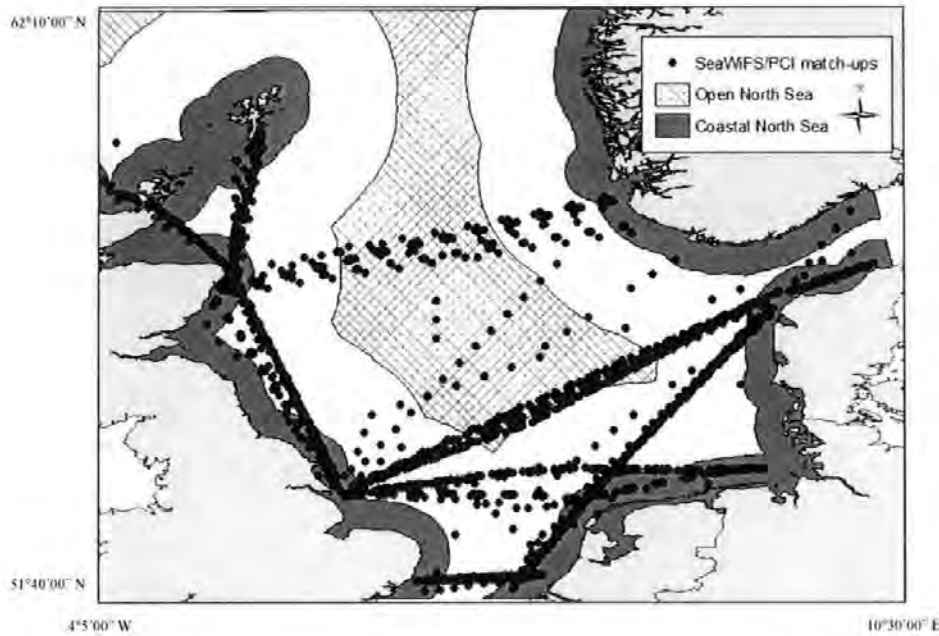 62°10'00" N
SeaWiFS/PCI match-ups
Open North Sea
Coastal North Sea
51°40'00" N
4°5'00" W
10°30'00" E